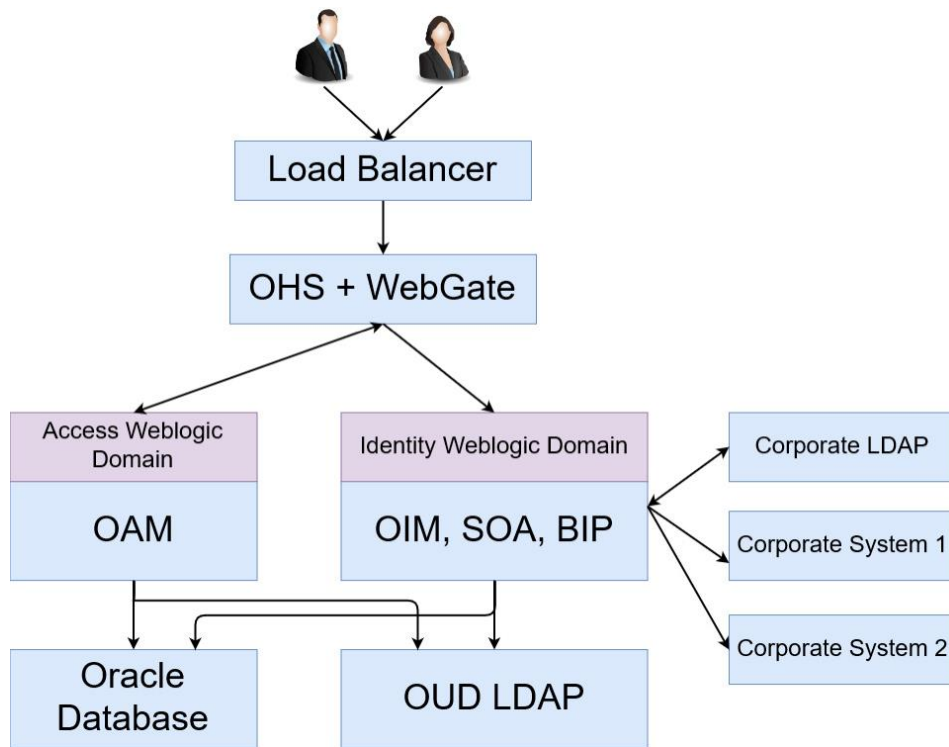 Load Balancer
OHS + WebGate
Access Weblogic
Domain
OAM
Identity Weblogic Domain
OIM, SOA, BIP
Corporate LDAP
Corporate System 1
Corporate System 2
Oracle
Database
OUD LDAP